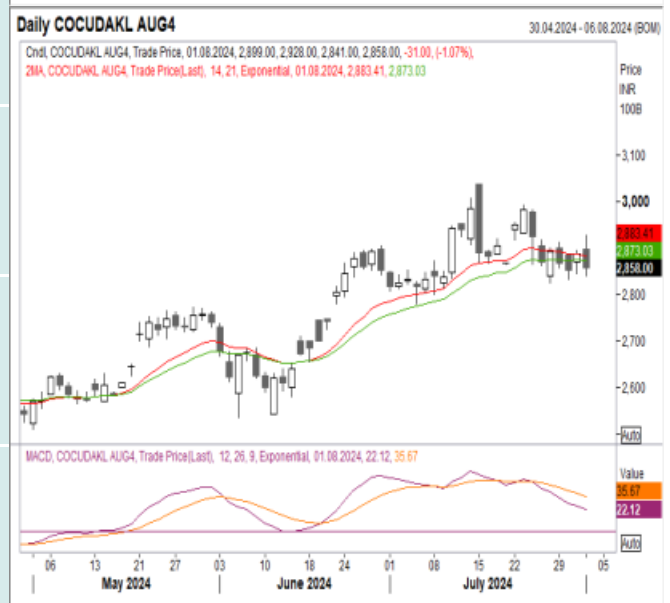 Daily COCUDAKL AUG4
30.04.2024 - 06.08.2024 (BOM)
Cndl, COCUDAKL AUG4, Trade Price, 01.08.2024, 2,899.00, 2,928.00, 2,841.00, 2,858.00, -31.00, (-1.07%),
2MA, COCUDAKL AUG4, Trade Price(Last), 14, 21, Exponential, 01.08.2024, 2,883.41, 2,873.03
Price
INR
100B
3,100
3,000
2,883.41
2,873.03
2,858.00
2,800
2,700
2,600
Auto
MACD, COCUDAKL AUG4, Trade Price(Last), 12, 26, 9, Exponential, 01.08.2024, 22.12, 35.67
Value
35.67
22.12
Auto
06 13 21 27 03 10 18 24 01 08 15 22 29 05
May 2024 June 2024 July 2024